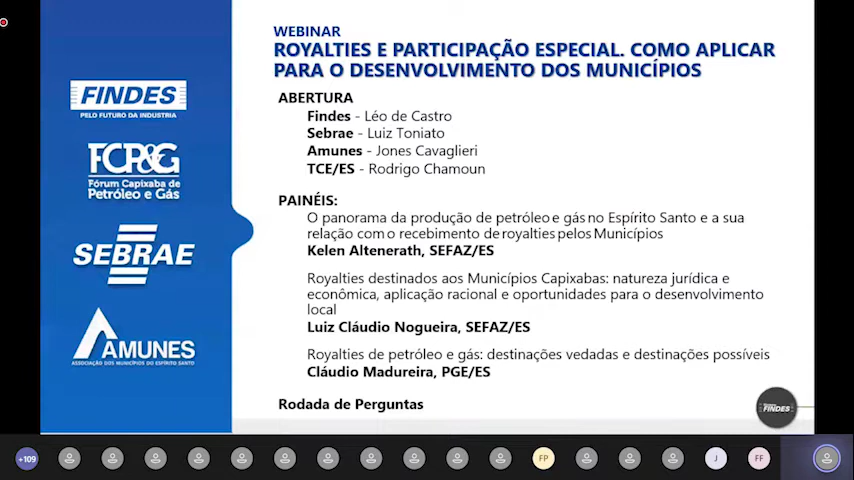 WEBINAR
ROYALTIES E PARTICIPAÇÃO ESPECIAL. COMO APLICAR
PARA O DESENVOLVIMENTO DOS MUNICÍPIOS
ABERTURA
Findes - Léo de Castro
Sebrae - Luiz Toniato
Amunes - Jones Cavaglieri
TCE/ES - Rodrigo Chamoun
PAINÉIS:
O panorama da produção de petróleo e gás no Espírito Santo e a sua
relação com o recebimento de royalties pelos Municípios
Kelen Altenerath, SEFAZ/ES
Royalties destinados aos Municípios Capixabas: natureza jurídica e
econômica, aplicação racional e oportunidades para o desenvolvimento
local
Luiz Cláudio Nogueira, SEFAZ/ES
Royalties de petróleo e gás: destinações vedadas e destinações possíveis
Cláudio Madureira, PGE/ES
Rodada de Perguntas
FINDES
PELO FUTURO DA INDUSTRIA
FCP&G
Fórum Capixaba de
Petróleo e Gás
SEBRAE
AMUNES
ASSOCIAÇÃO DOS MUNICÍPIOS DO ESPÍRITO SANTO
FINDES
+109
FP
J
FF